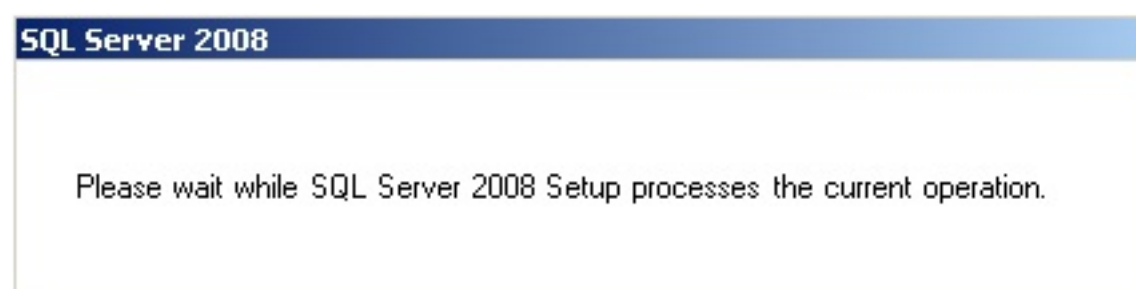 SQL Server 2008
Please wait while SQL Server 2008 Setup processes the current operation.